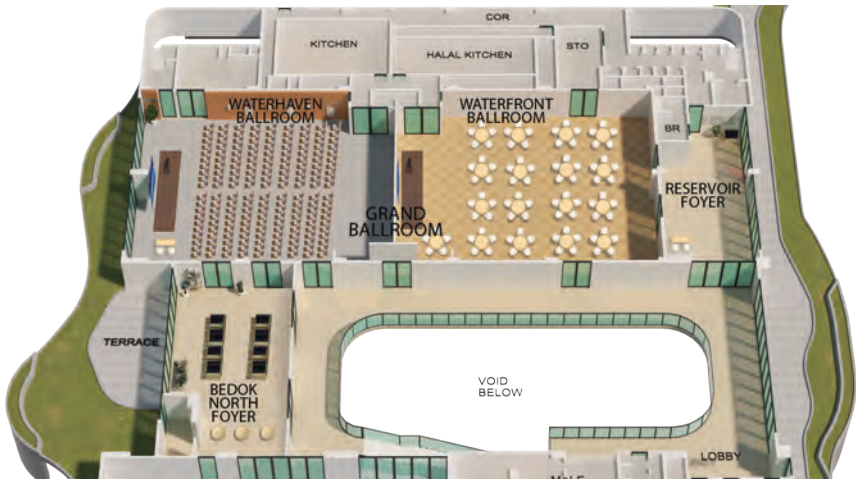 COR
KITCHEN
HALAL KITCHEN
STO
WATERHAVEN
BALLROOM
WATERFRONT
BALLROOM
BR
RESERVOIR
FOYER
GRAND
BALLROOM
TERRACE
BEDOK
NORTH
FOYER
VOID
BELOW
LOBBY